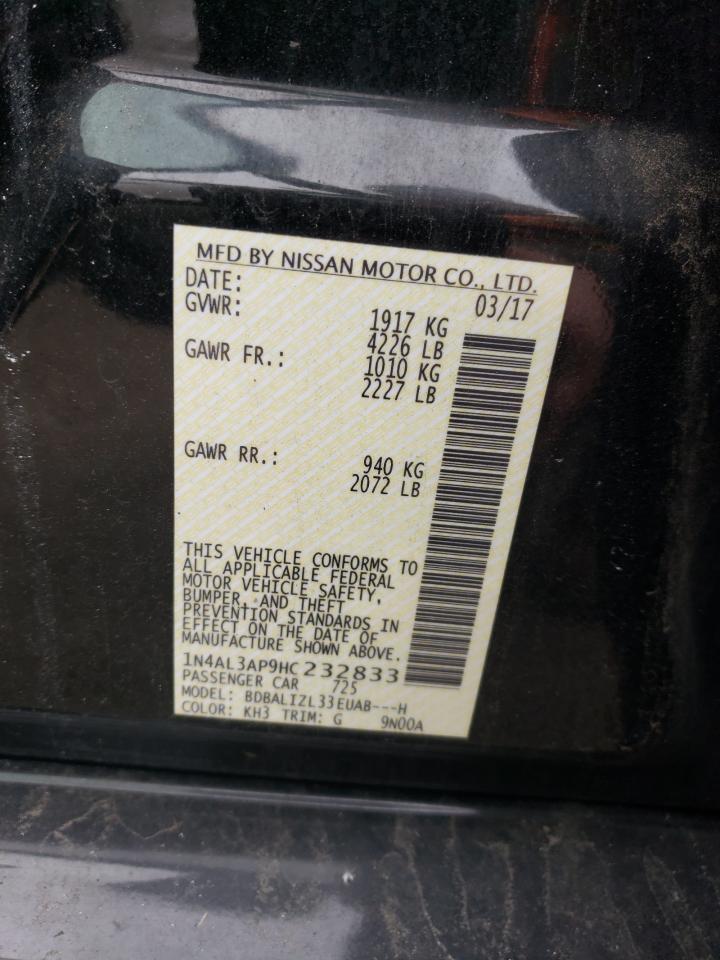 MFD BY NISSAN MOTOR CO., LTD.
DATE: 03/17
GVWR: 1917 KG
4226 LB
GAWR FR.: 1010 KG
2227 LB
GAWR RR.: 940 KG
2072 LB
THIS VEHICLE CONFORMS TO
ALL APPLICABLE FEDERAL
MOTOR VEHICLE SAFETY,
BUMPER, AND THEFT
PREVENTION STANDARDS IN
EFFECT ON THE DATE OF
MANUFACTURE SHOWN ABOVE.
1N4AL3AP9HC232833
PASSENGER CAR 725
MODEL: BDBALIZL33EUAB---H
COLOR: KH3 TRIM: G 9N00A